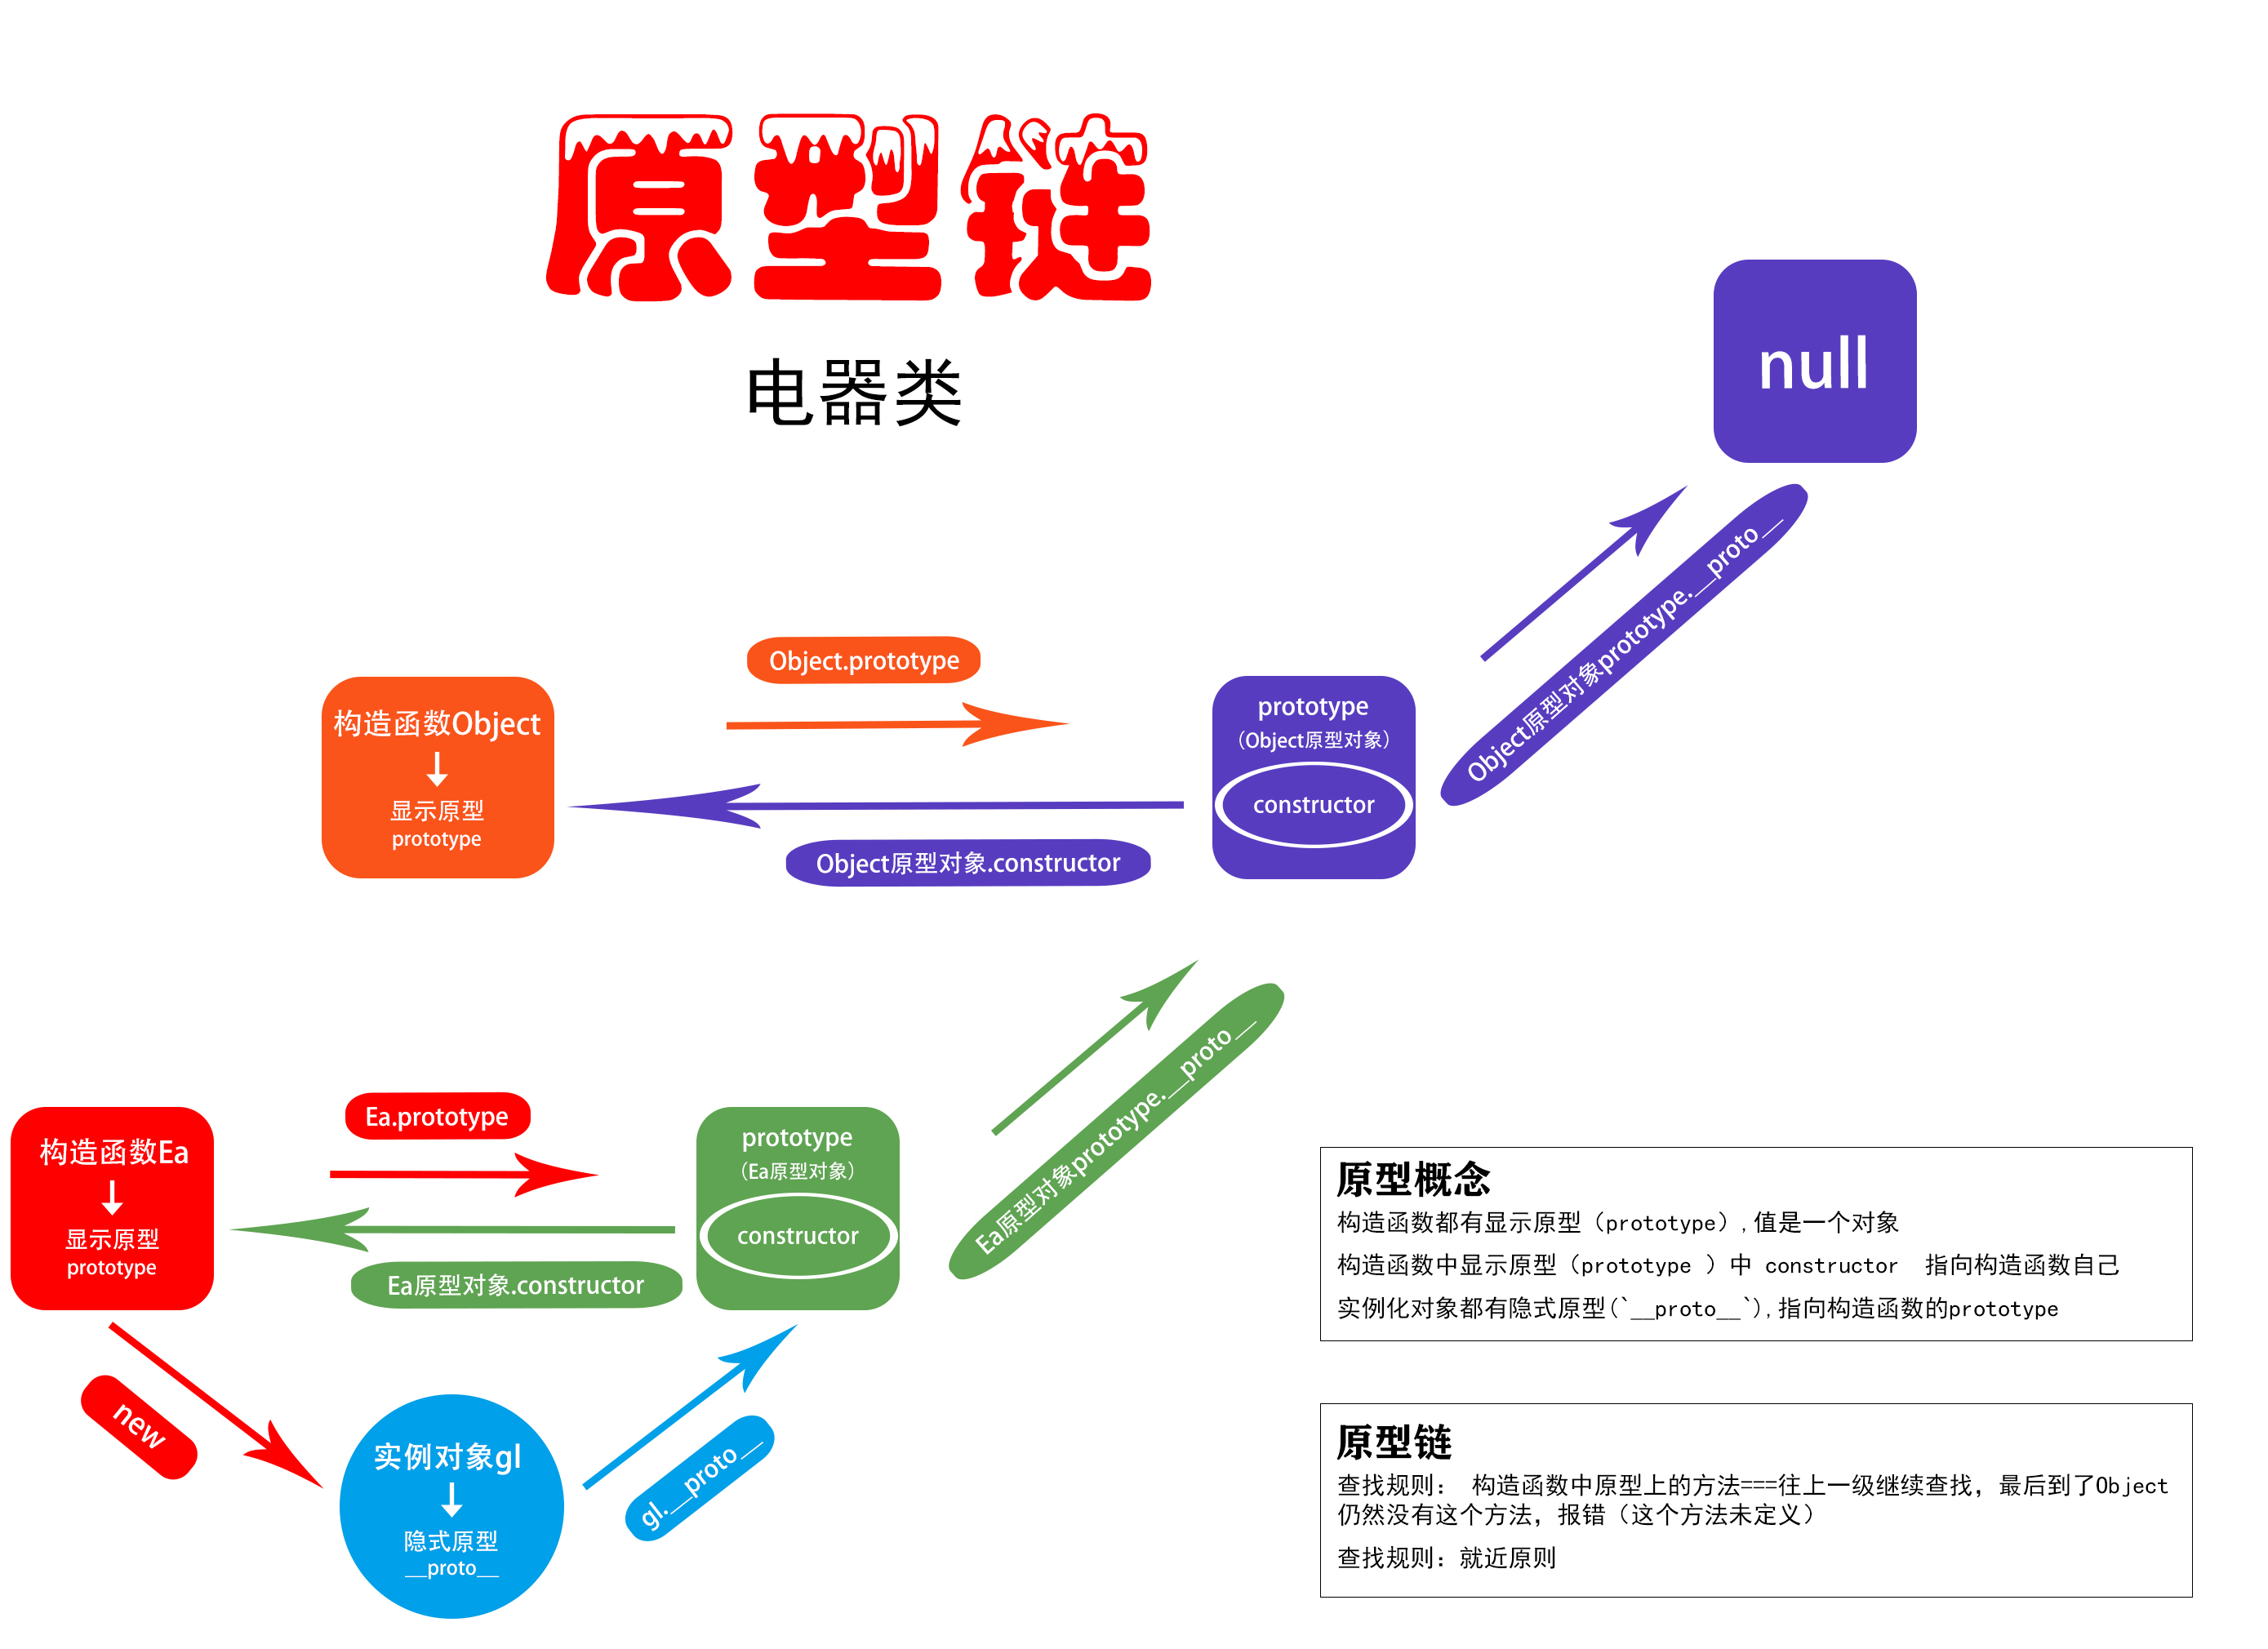 原型链
电器类
null
Object原型对象prototype.__proto__
Object.prototype
构造函数Object
显示原型
prototype
prototype
（Object原型对象）
constructor
Object原型对象.constructor
Ea原型对象prototype.__proto__
Ea.prototype
构造函数Ea
显示原型
prototype
prototype
（Ea原型对象）
constructor
Ea原型对象.constructor
new
实例对象gl
隐式原型
__proto__
gl.__proto__
原型概念
构造函数都有显示原型（prototype）,值是一个对象
构造函数中显示原型（prototype ）中 constructor  指向构造函数自己
实例化对象都有隐式原型(`__proto__`),指向构造函数的prototype
原型链
查找规则： 构造函数中原型上的方法===往上一级继续查找，最后到了Object
仍然没有这个方法，报错（这个方法未定义）
查找规则：就近原则